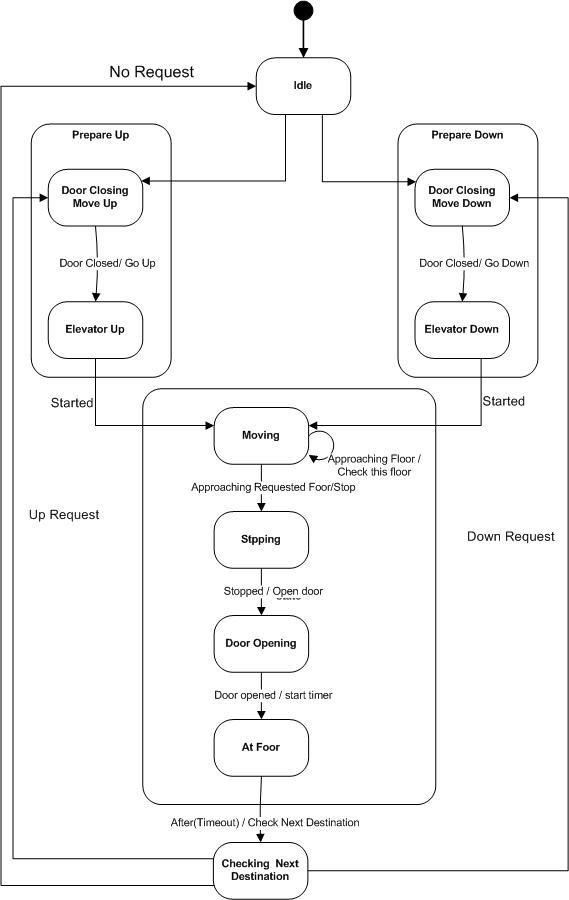 No Request
Idle
Prepare Up
Prepare Down
Door Closing
Move Up
Door Closing
Move Down
Door Closed/ Go Up
Door Closed/ Go Down
Elevator Up
Elevator Down
Started
Started
Moving
Approaching Floor /
Check this floor
Approaching Requested Foor/Stop
Up Request
Down Request
Stpping
Stopped / Open door
Door Opening
Door opened / start timer
At Foor
After(Timeout) / Check Next Destination
Checking Next
Destination